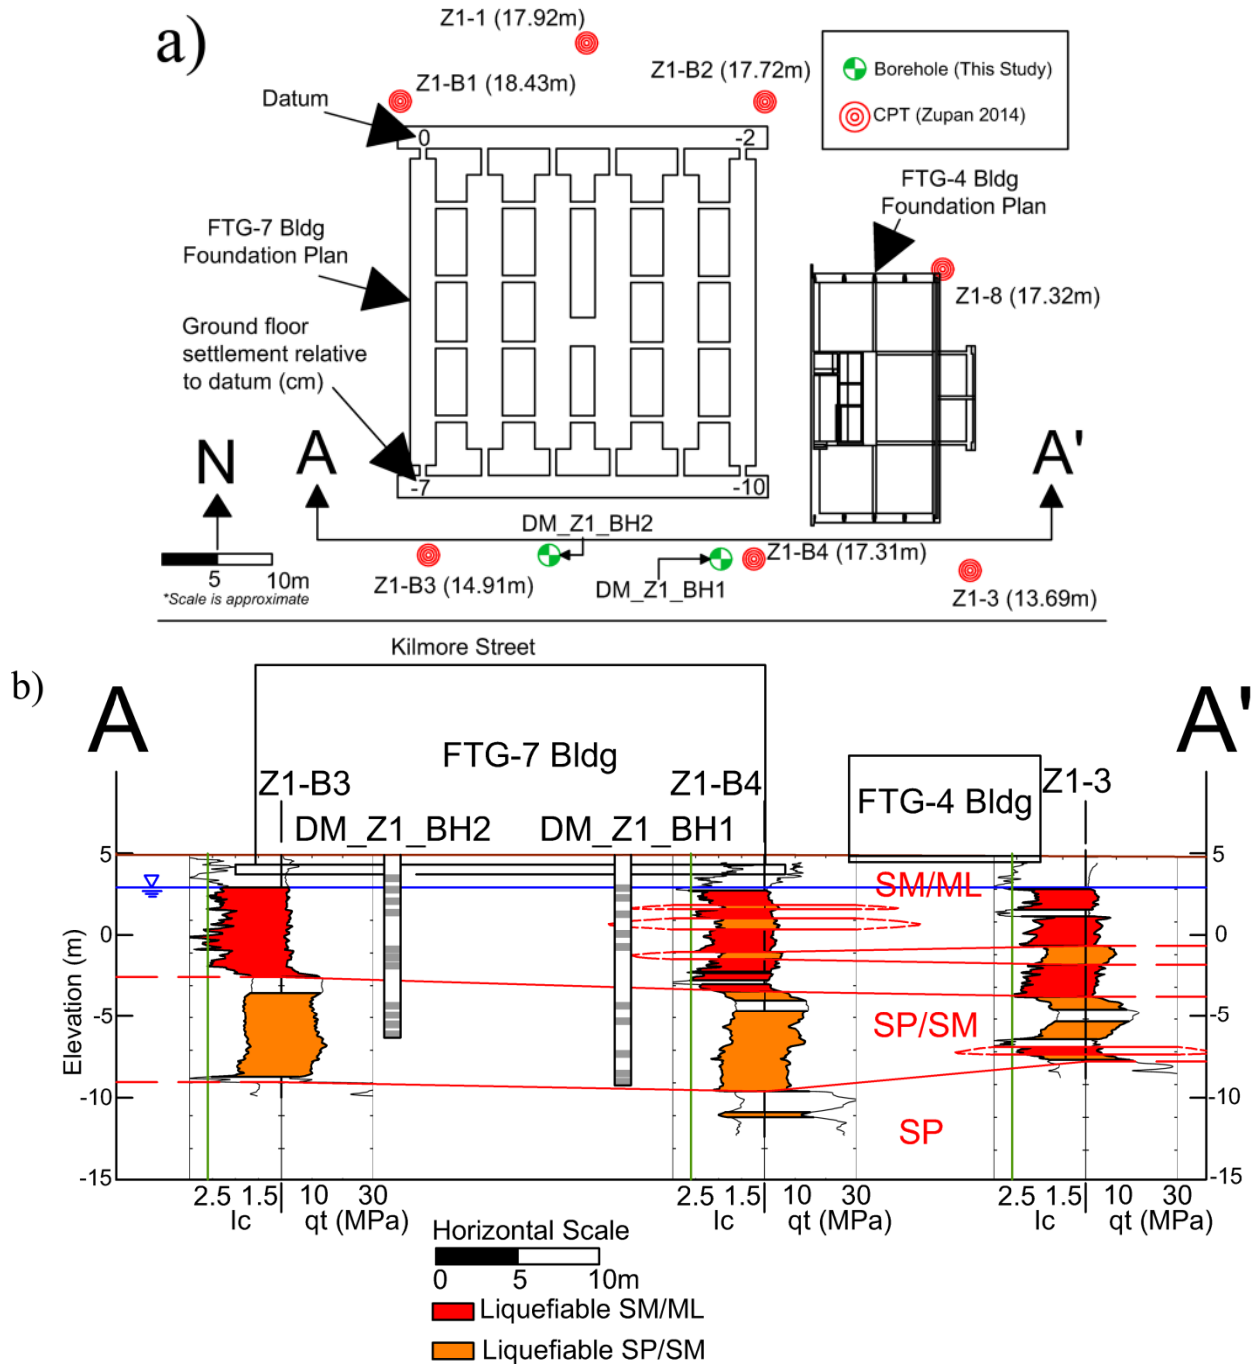 a)
Z1-1 (17.92m)
Z1-B1 (18.43m)
Z1-B2 (17.72m)
Borehole (This Study)
CPT (Zupan 2014)
Datum
0
-2
FTG-7 Bldg
Foundation Plan
FTG-4 Bldg
Foundation Plan
Z1-8 (17.32m)
Ground floor
settlement relative
to datum (cm)
N
A
A'
-7
-10
DM_Z1_BH2
5
10m
*Scale is approximate
Z1-B3 (14.91m)
DM_Z1_BH1
Z1-B4 (17.31m)
Z1-3 (13.69m)
Kilmore Street
b)
A
A'
FTG-7 Bldg
Z1-B3
Z1-B4
FTG-4 Bldg
Z1-3
DM_Z1_BH2
DM_Z1_BH1
5
5
SM/ML
0
0
Elevation (m)
-5
SP/SM
-5
-10
SP
-10
-15
-15
2.5 1.5 10 30
2.5 1.5 10 30
2.5 1.5 10 30
Ic qt (MPa)
Ic qt (MPa)
Ic qt (MPa)
Horizontal Scale
0 5 10m
Liquefiable SM/ML
Liquefiable SP/SM